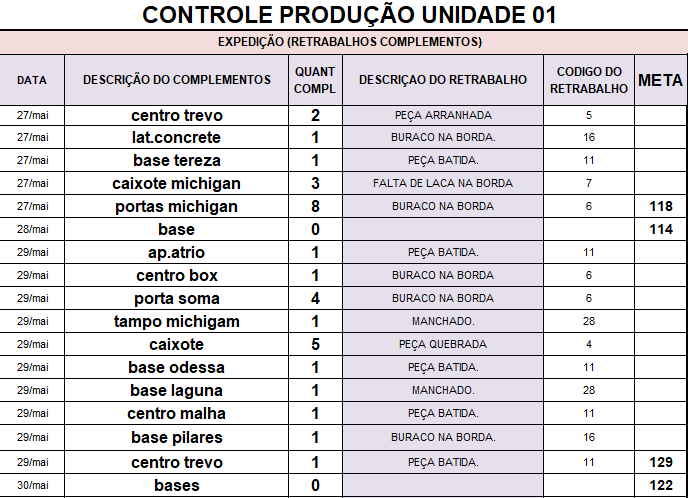 CONTROLE PRODUÇÃO UNIDADE 01
EXPEDIÇÃO (RETRABALHOS COMPLEMENTOS)
DATA DESCRIÇÃO DO COMPLEMENTOS QUANT COMPL DESCRIÇAO DO RETRABALHO CODIGO DO RETRABALHO META
27/mai centro trevo 2 PEÇA ARRANHADA 5
27/mai lat.concrete 1 BURACO NA BORDA. 16
27/mai base tereza 1 PEÇA BATIDA. 11
27/mai caixote michigan 3 FALTA DE LACA NA BORDA 7
27/mai portas michigan 8 BURACO NA BORDA 6 118
28/mai base 0 114
29/mai ap.atrio 1 PEÇA BATIDA. 11
29/mai centro box 1 BURACO NA BORDA 6
29/mai porta soma 4 BURACO NA BORDA 6
29/mai tampo michigam 1 MANCHADO. 28
29/mai caixote 5 PEÇA QUEBRADA 4
29/mai base odessa 1 PEÇA BATIDA. 11
29/mai base laguna 1 MANCHADO. 28
29/mai centro malha 1 PEÇA BATIDA. 11
29/mai base pilares 1 BURACO NA BORDA. 16
29/mai centro trevo 1 PEÇA BATIDA. 11 129
30/mai bases 0 122